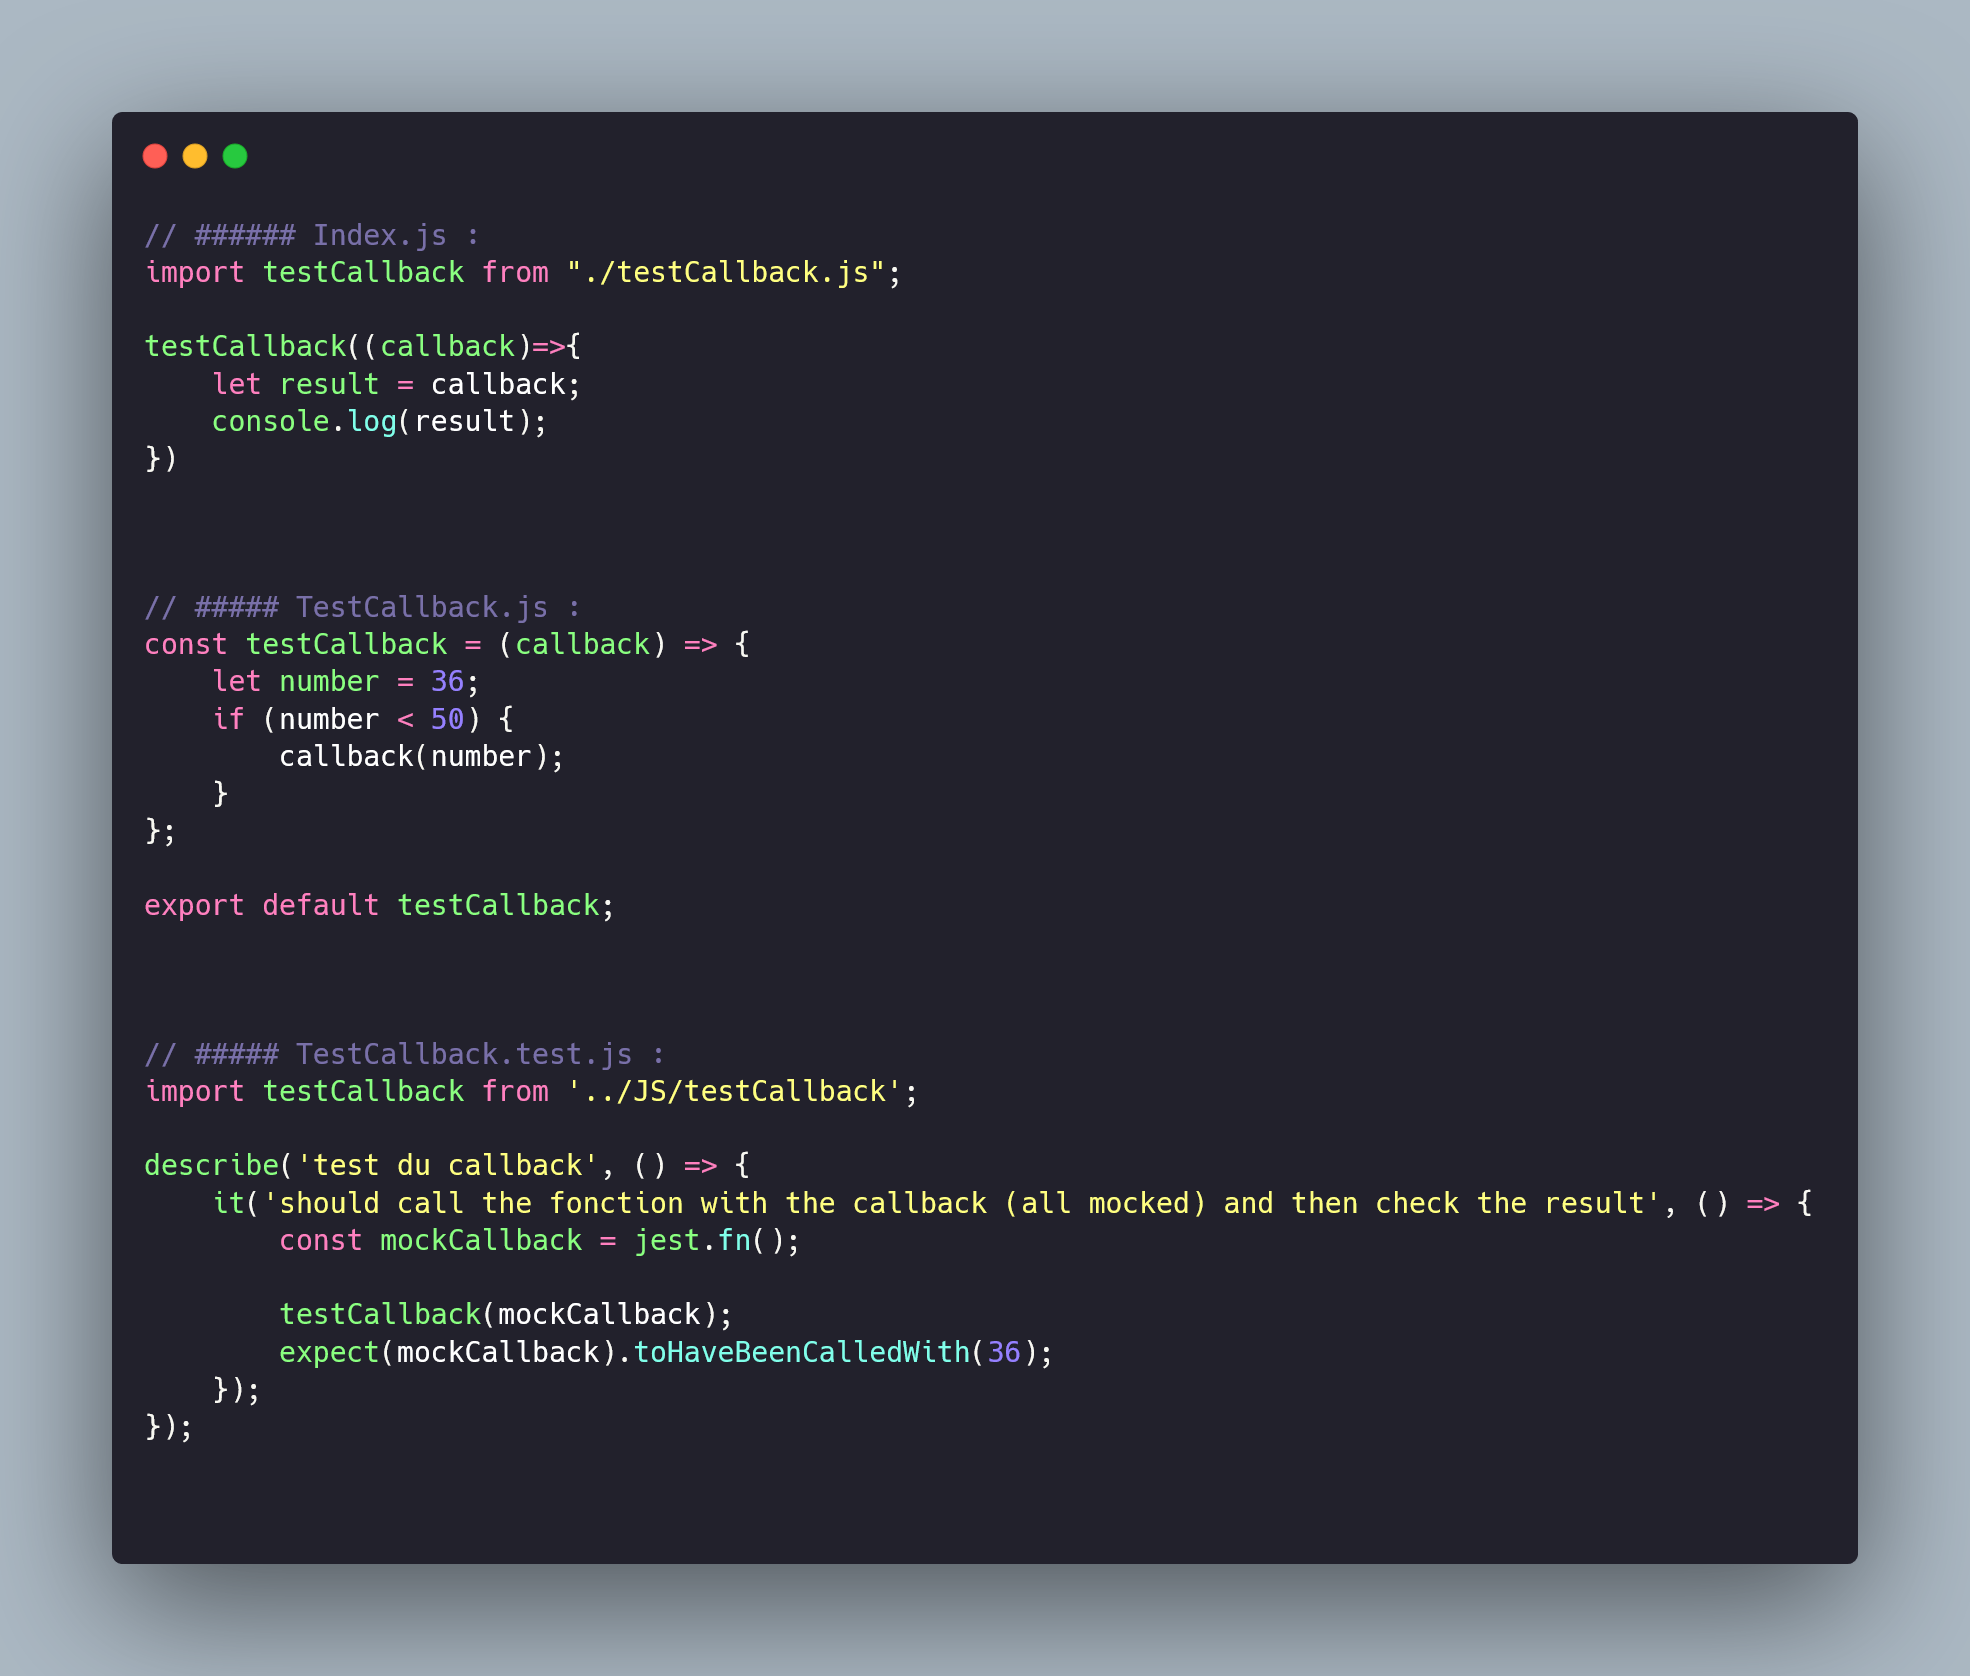 // ###### Index.js :
import testCallback from "./testCallback.js";
testCallback((callback)=>{
    let result = callback;
    console.log(result);
})
// ##### TestCallback.js :
const testCallback = (callback) => {
    let number = 36;
    if (number < 50) {
        callback(number);
    }
};
export default testCallback;
// ##### TestCallback.test.js :
import testCallback from '../JS/testCallback';
describe('test du callback', () => {
    it('should call the fonction with the callback (all mocked) and then check the result', () => {
        const mockCallback = jest.fn();
        testCallback(mockCallback);
        expect(mockCallback).toHaveBeenCalledWith(36);
    });
});